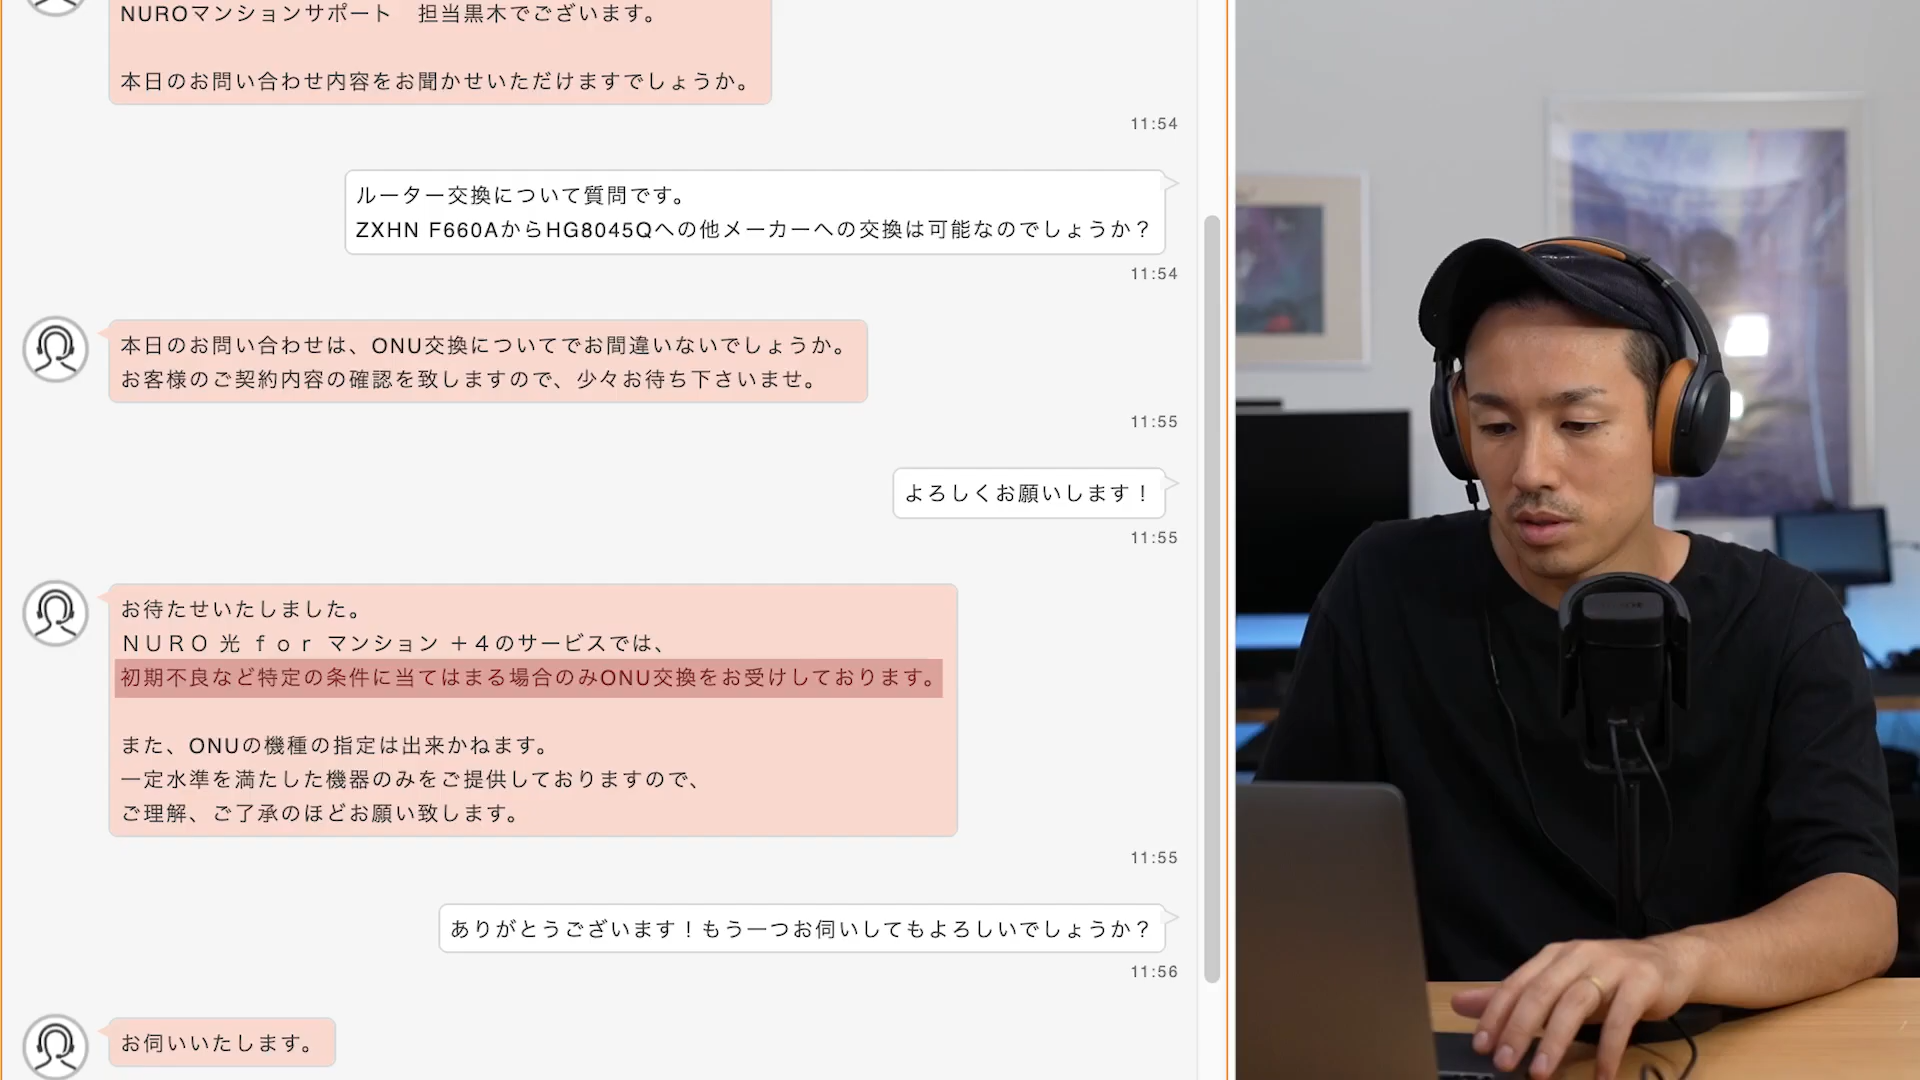 NUROマンションサポート　担当黒木でございます。
本日のお問い合わせ内容をお聞かせいただけますでしょうか。
11:54
ルーター交換について質問です。
ZXHN F660AからHG8045Qへの他メーカーへの交換は可能なのでしょうか？
11:54
本日のお問い合わせは、ONU交換についてでお間違いないでしょうか。
お客様のご契約内容の確認を致しますので、少々お待ち下さいませ。
11:55
よろしくお願いします！
11:55
お待たせいたしました。
ＮＵＲＯ 光 ｆｏｒ マンション ＋４のサービスでは、
初期不良など特定の条件に当てはまる場合のみONU交換をお受けしております。
また、ONUの機種の指定は出来かねます。
一定水準を満たした機器のみをご提供しておりますので、
ご理解、ご了承のほどお願い致します。
11:55
ありがとうございます！もう一つお伺いしてもよろしいでしょうか？
11:56
お伺いいたします。